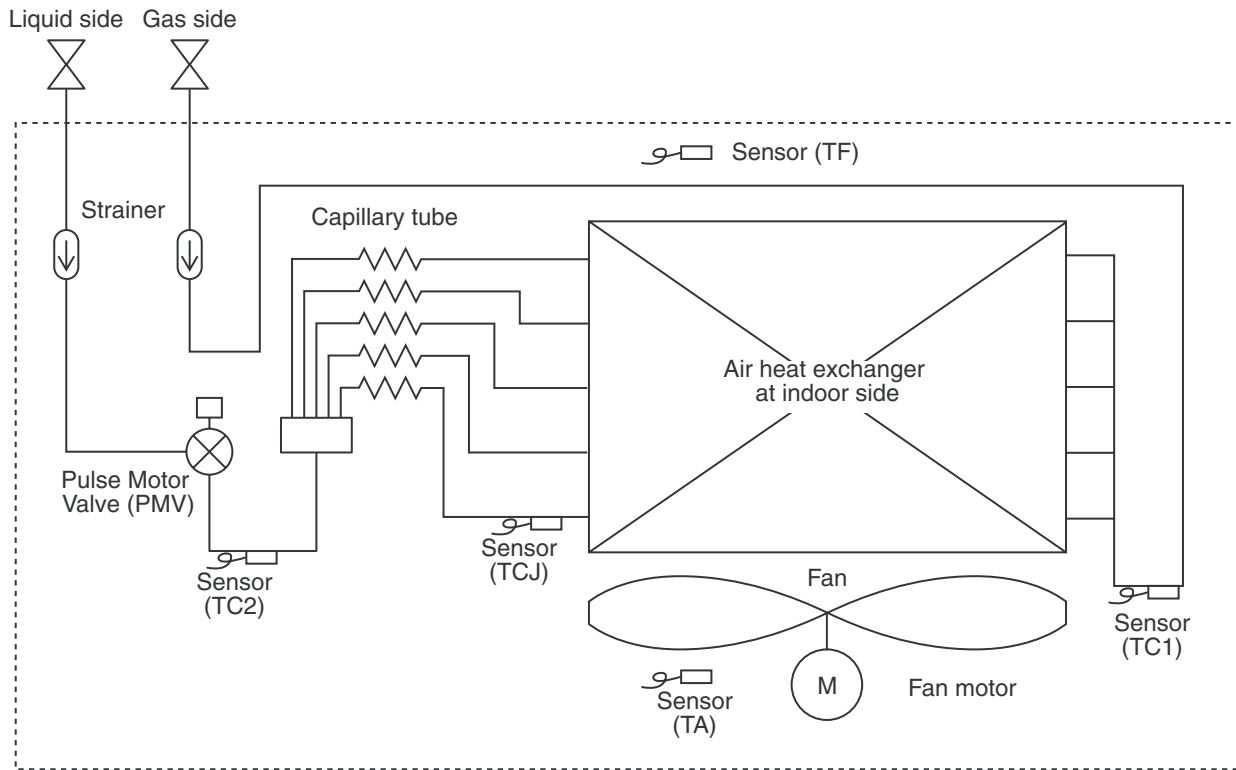 Liquid side
Gas side
Sensor (TF)
Strainer
Capillary tube
Air heat exchanger
at indoor side
Pulse Motor
Valve (PMV)
Sensor
(TCJ)
Sensor
(TC2)
Fan
Sensor
(TC1)
M
Fan motor
Sensor
(TA)